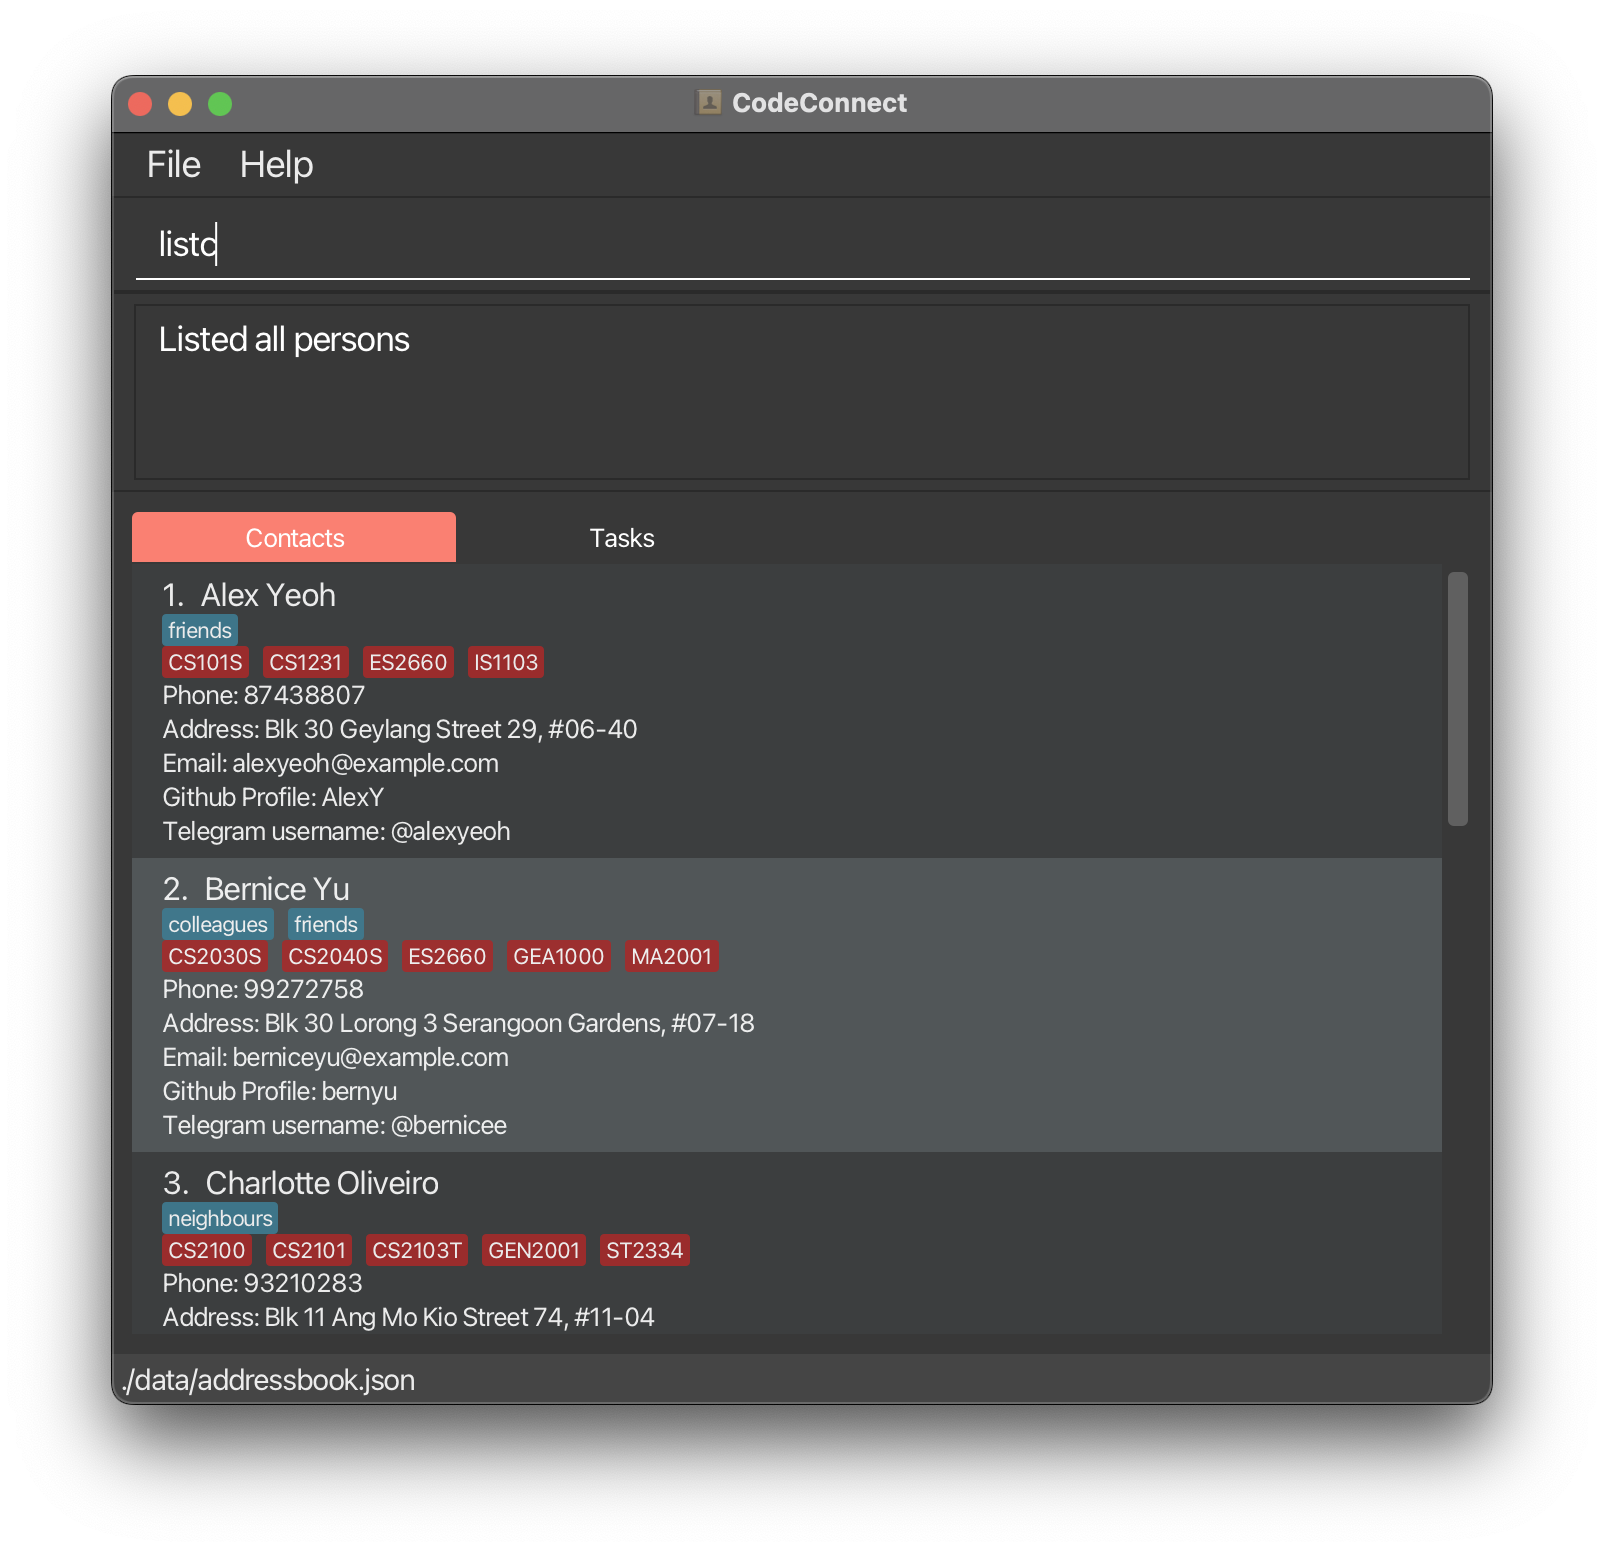 CodeConnect
File Help
listc
Listed all persons
Contacts Tasks
1. Alex Yeoh
friends
CS101S CS1231 ES2660 IS1103
Phone: 87438807
Address: Blk 30 Geylang Street 29, #06-40
Email: alexyeoh@example.com
Github Profile: AlexY
Telegram username: @alexyeoh
2. Bernice Yu
colleagues friends
CS2030S CS2040S ES2660 GEA1000 MA2001
Phone: 99272758
Address: Blk 30 Lorong 3 Serangoon Gardens, #07-18
Email: berniceyu@example.com
Github Profile: bernyu
Telegram username: @bernicee
3. Charlotte Oliveiro
neighbours
CS2100 CS2101 CS2103T GEN2001 ST2334
Phone: 93210283
Address: Blk 11 Ang Mo Kio Street 74, #11-04
./data/addressbook.json